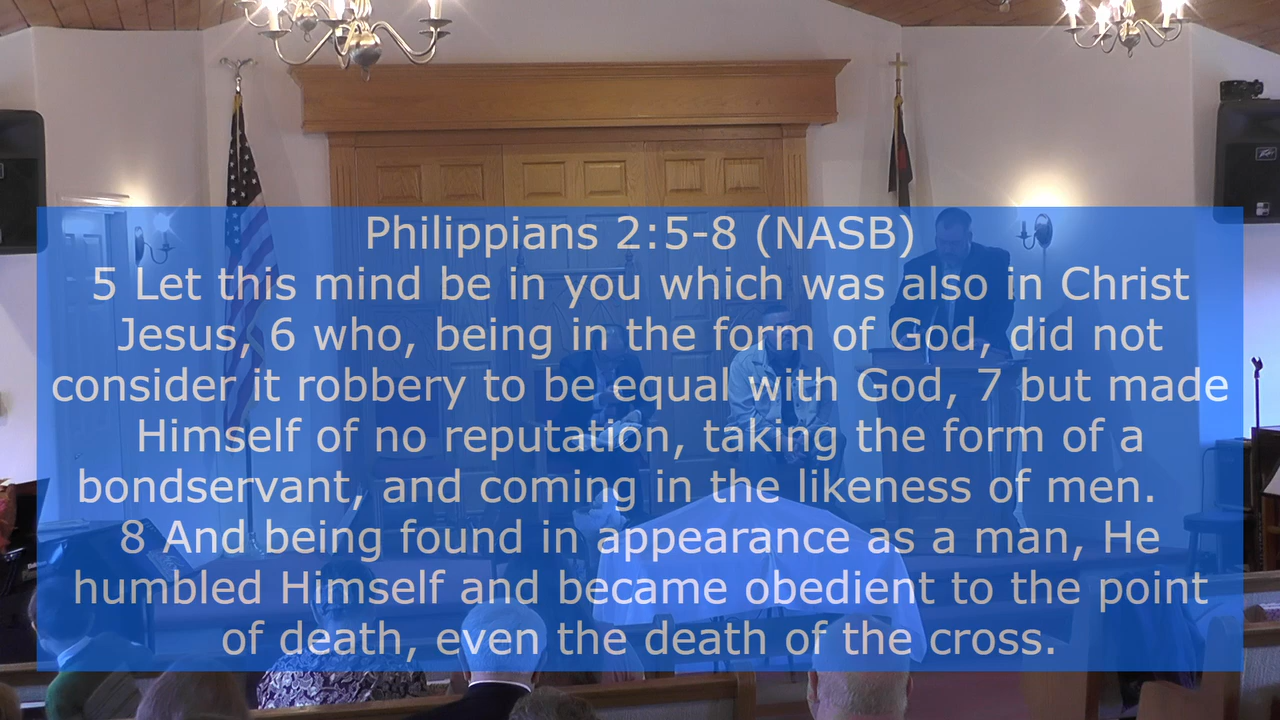 Philippians 2:5-8 (NASB)
5 Let this mind be in you which was also in Christ
Jesus, 6 who, being in the form of God, did not
consider it robbery to be equal with God, 7 but made
Himself of no reputation, taking the form of a
bondservant, and coming in the likeness of men.
8 And being found in appearance as a man, He
humbled Himself and became obedient to the point
of death, even the death of the cross.